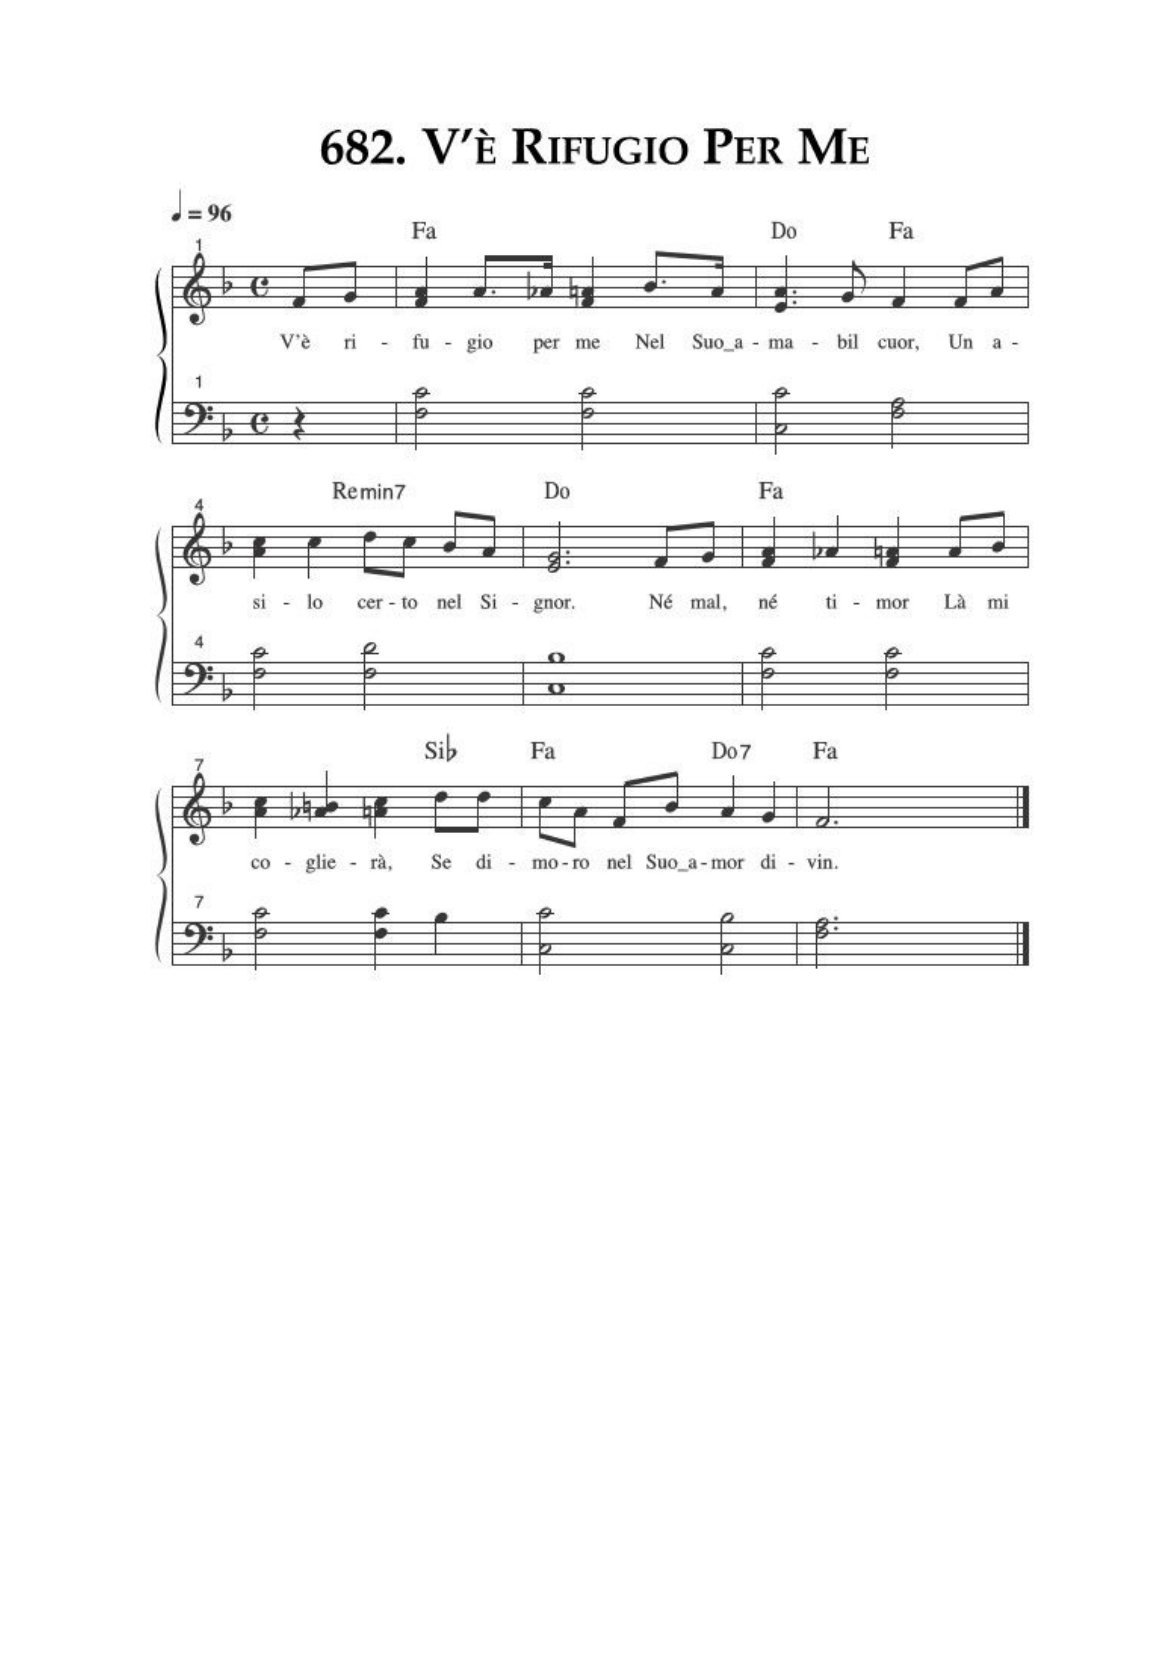 682. V'è Rifugio Per Me
♩ = 96
Fa Do Fa
1
V'è ri - fu - gio per me Nel Suo_a - ma - bil cuor, Un a -
1
Remin7 Do Fa
4
si - lo cer - to nel Si - gnor. Né mal, né ti - mor Là mi
4
Si♭ Fa Do7 Fa
7
co - glie - rà, Se di - mo - ro nel Suo_a - mor di - vin.
7